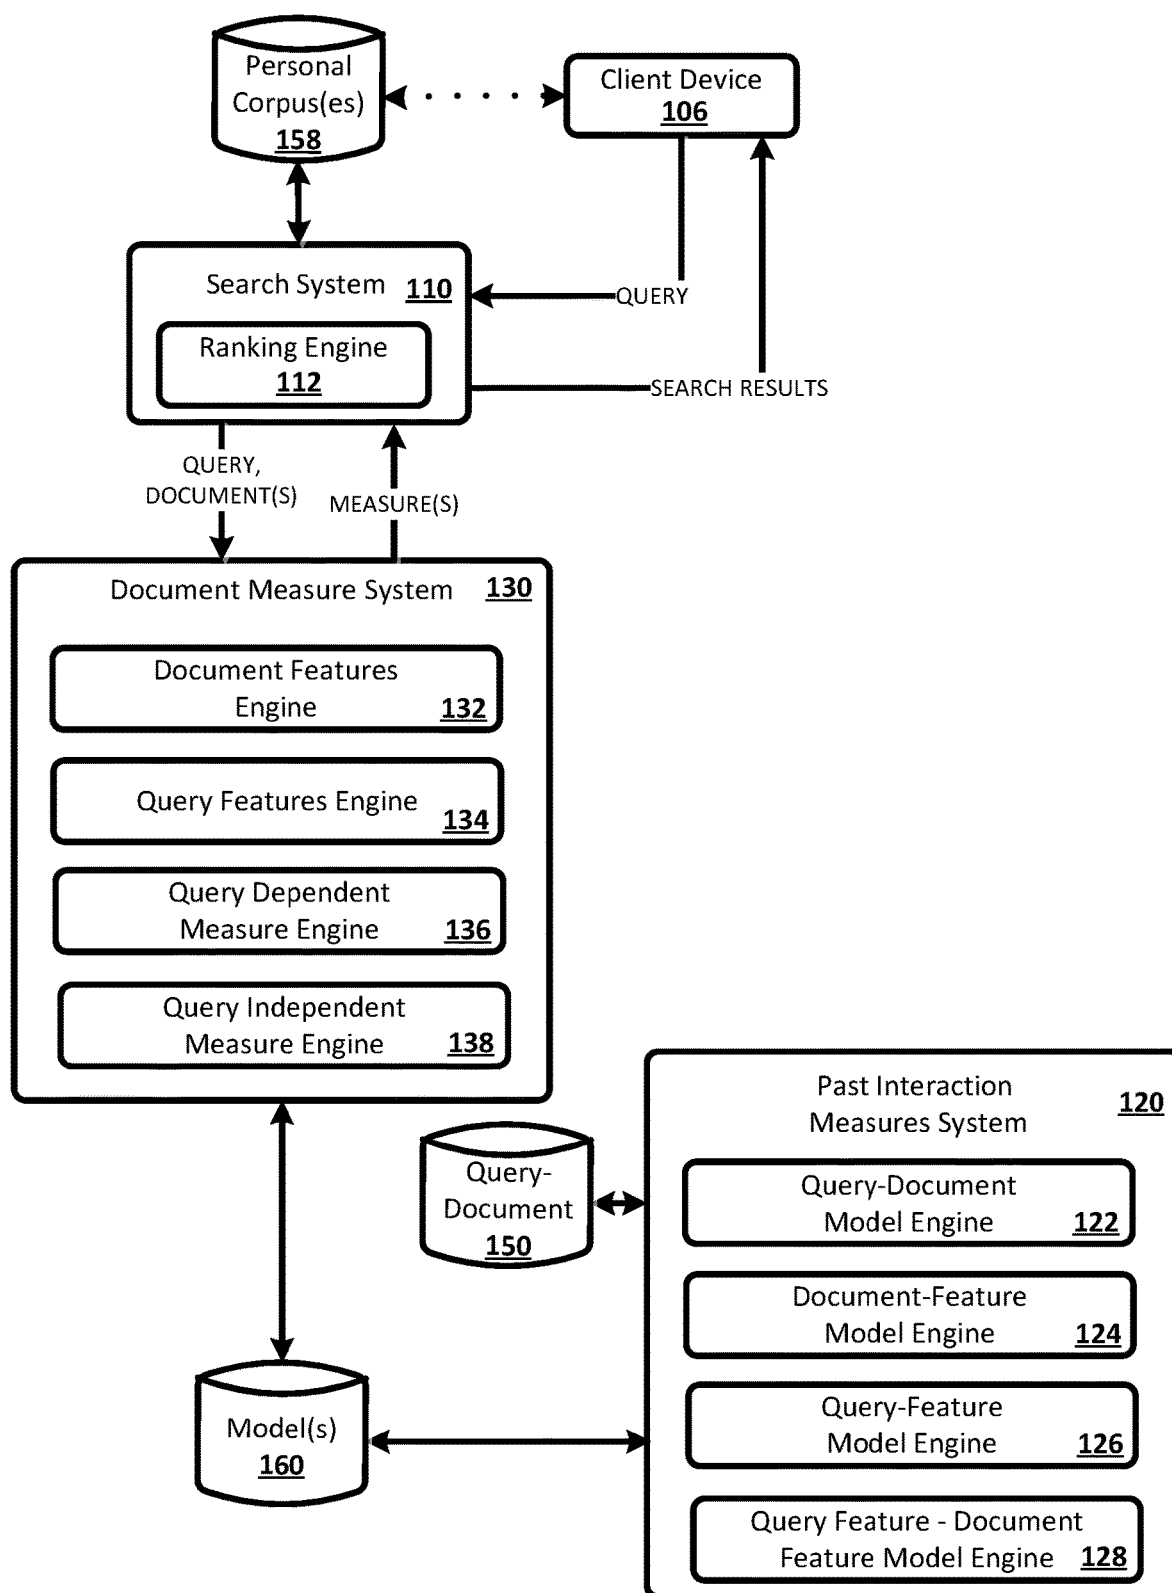 Personal
Corpus(es)
158
Client Device
106
Search System 110
QUERY
Ranking Engine
112
SEARCH RESULTS
QUERY,
DOCUMENT(S)
MEASURE(S)
Document Measure System 130
Document Features
Engine 132
Query Features Engine 134
Query Dependent
Measure Engine 136
Query Independent
Measure Engine 138
Past Interaction
Measures System 120
Query-
Document
150
Query-Document
Model Engine 122
Document-Feature
Model Engine 124
Query-Feature
Model Engine 126
Model(s)
160
Query Feature - Document
Feature Model Engine 128